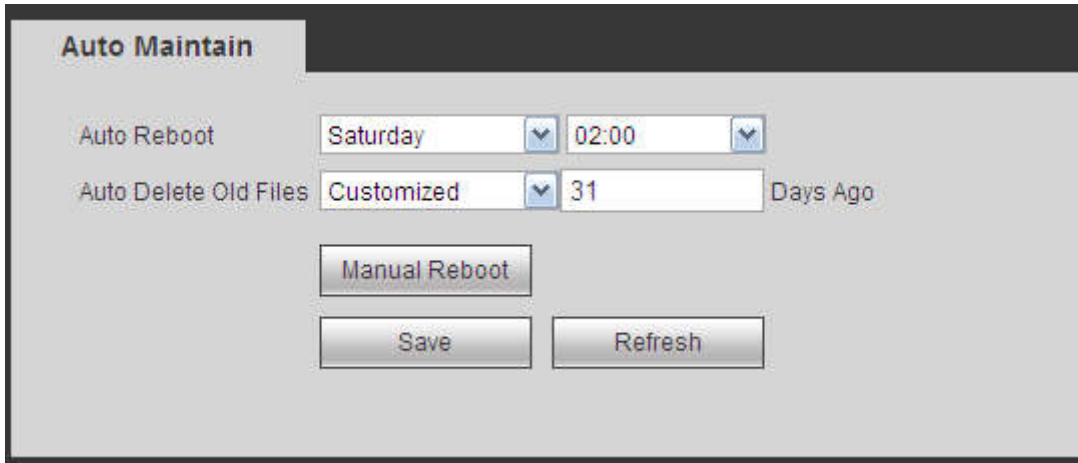 Auto Maintain
Auto Reboot Saturday 02:00
Auto Delete Old Files Customized 31 Days Ago
Manual Reboot
Save Refresh